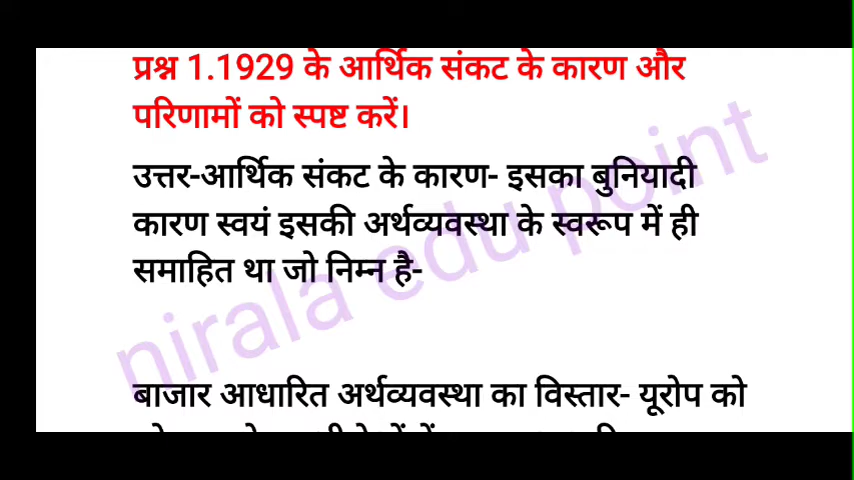 प्रश्न 1.1929 के आर्थिक संकट के कारण और
परिणामों को स्पष्ट करें।
उत्तर-आर्थिक संकट के कारण- इसका बुनियादी
कारण स्वयं इसकी अर्थव्यवस्था के स्वरूप में ही
समाहित था जो निम्न है-
nirala edu point
बाजार आधारित अर्थव्यवस्था का विस्तार- यूरोप को